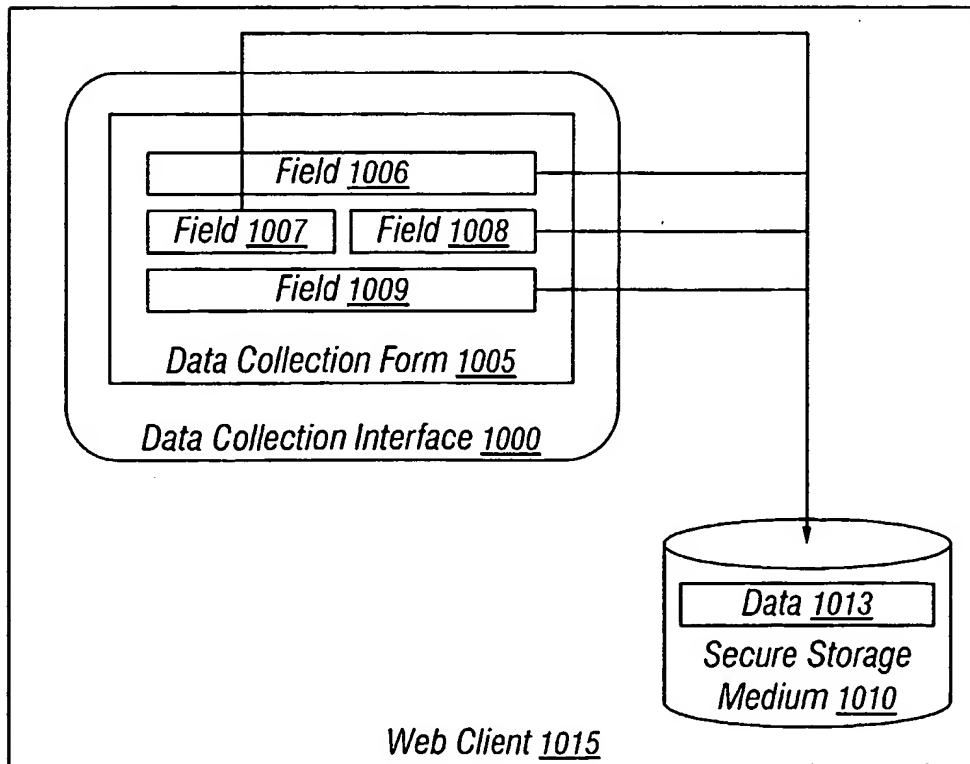 Field 1006
Field 1007
Field 1008
Field 1009
Data Collection Form 1005
Data Collection Interface 1000
Data 1013
Secure Storage
Medium 1010
Web Client 1015